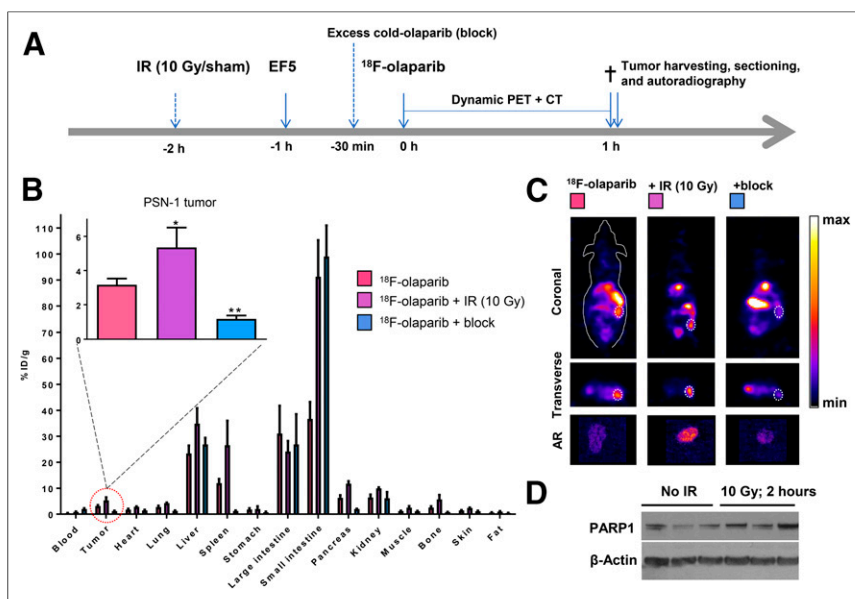 A
Excess cold-olaparib (block)
IR (10 Gy/sham)
EF5
18F-olaparib
† Tumor harvesting, sectioning,
and autoradiography
Dynamic PET + CT
-2 h
-1 h
-30 min
0 h
1 h
B
PSN-1 tumor
6
4
2
0
*
**
18F-olaparib
18F-olaparib + IR (10 Gy)
18F-olaparib + block
% ID/g
110
100
90
80
70
60
50
40
30
20
10
0
Blood
Tumor
Heart
Lung
Liver
Spleen
Stomach
Large intestine
Small intestine
Pancreas
Kidney
Muscle
Bone
Skin
Fat
C
18F-olaparib
+ IR (10 Gy)
+block
Coronal
Transverse
AR
max
min
D
No IR
10 Gy; 2 hours
PARP1
β-Actin